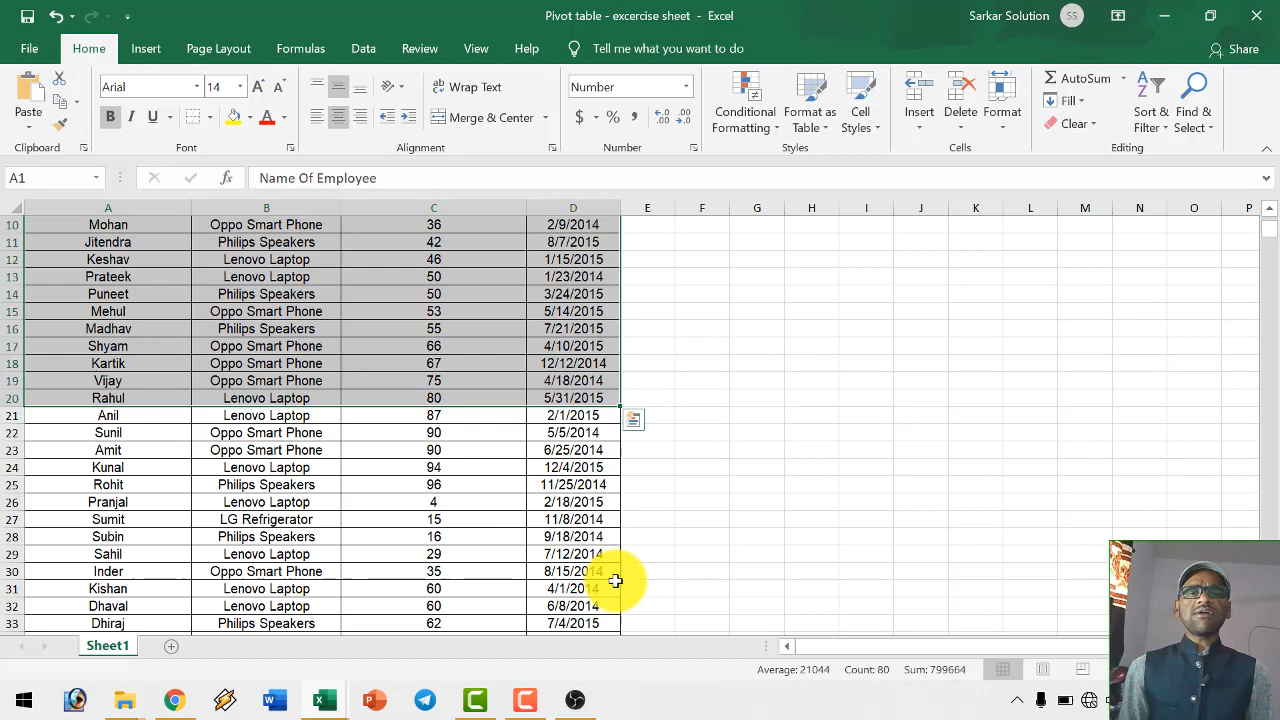 Pivot table - excercise sheet - Excel
Sarkar Solution SS
File Home Insert Page Layout Formulas Data Review View Help Tell me what you want to do Share
Paste
Clipboard
Arial 14
B I U
Font
Wrap Text
Merge & Center
Alignment
Number
$ % ,
Number
Conditional Formatting
Format as Table
Cell Styles
Styles
Insert Delete Format
Cells
AutoSum
Fill
Clear
Sort & Filter
Find & Select
Editing
A1 fx Name Of Employee
A B C D E F G H I J K L M N O P
10 Mohan Oppo Smart Phone 36 2/9/2014
11 Jitendra Philips Speakers 42 8/7/2015
12 Keshav Lenovo Laptop 46 1/15/2015
13 Prateek Lenovo Laptop 50 1/23/2014
14 Puneet Philips Speakers 50 3/24/2015
15 Mehul Oppo Smart Phone 53 5/14/2015
16 Madhav Philips Speakers 55 7/21/2015
17 Shyam Oppo Smart Phone 66 4/10/2015
18 Kartik Oppo Smart Phone 67 12/12/2014
19 Vijay Oppo Smart Phone 75 4/18/2014
20 Rahul Lenovo Laptop 80 5/31/2015
21 Anil Lenovo Laptop 87 2/1/2015
22 Sunil Oppo Smart Phone 90 5/5/2014
23 Amit Oppo Smart Phone 90 6/25/2014
24 Kunal Lenovo Laptop 94 12/4/2015
25 Rohit Philips Speakers 96 11/25/2014
26 Pranjal Lenovo Laptop 4 2/18/2015
27 Sumit LG Refrigerator 15 11/8/2014
28 Subin Philips Speakers 16 9/18/2014
29 Sahil Lenovo Laptop 29 7/12/2014
30 Inder Oppo Smart Phone 35 8/15/2014
31 Kishan Lenovo Laptop 60 4/1/2014
32 Dhaval Lenovo Laptop 60 6/8/2014
33 Dhiraj Philips Speakers 62 7/4/2015
Sheet1
Average: 21044 Count: 80 Sum: 799664